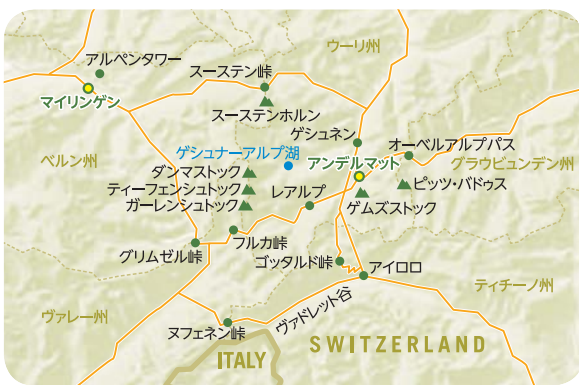 ウーリ州
アルペンタワー
スーステン峠
マイリンゲン
スーステンホルン
ゲシュネン
オーベルアルプパス
ゲシュナーアルプ湖
ベルン州
アンデルマット
グラウビュンデン州
ダンマストック
ティーフェンシュトック
ピッツ・バドゥス
ガーレンシュトック
レアルプ
ゲムズストック
グリムゼル峠
フルカ峠
ゴッタルド峠
アイロロ
ティチーノ州
ヴァレー州
ヴァドレット谷
ヌフェネン峠
SWITZERLAND
ITALY